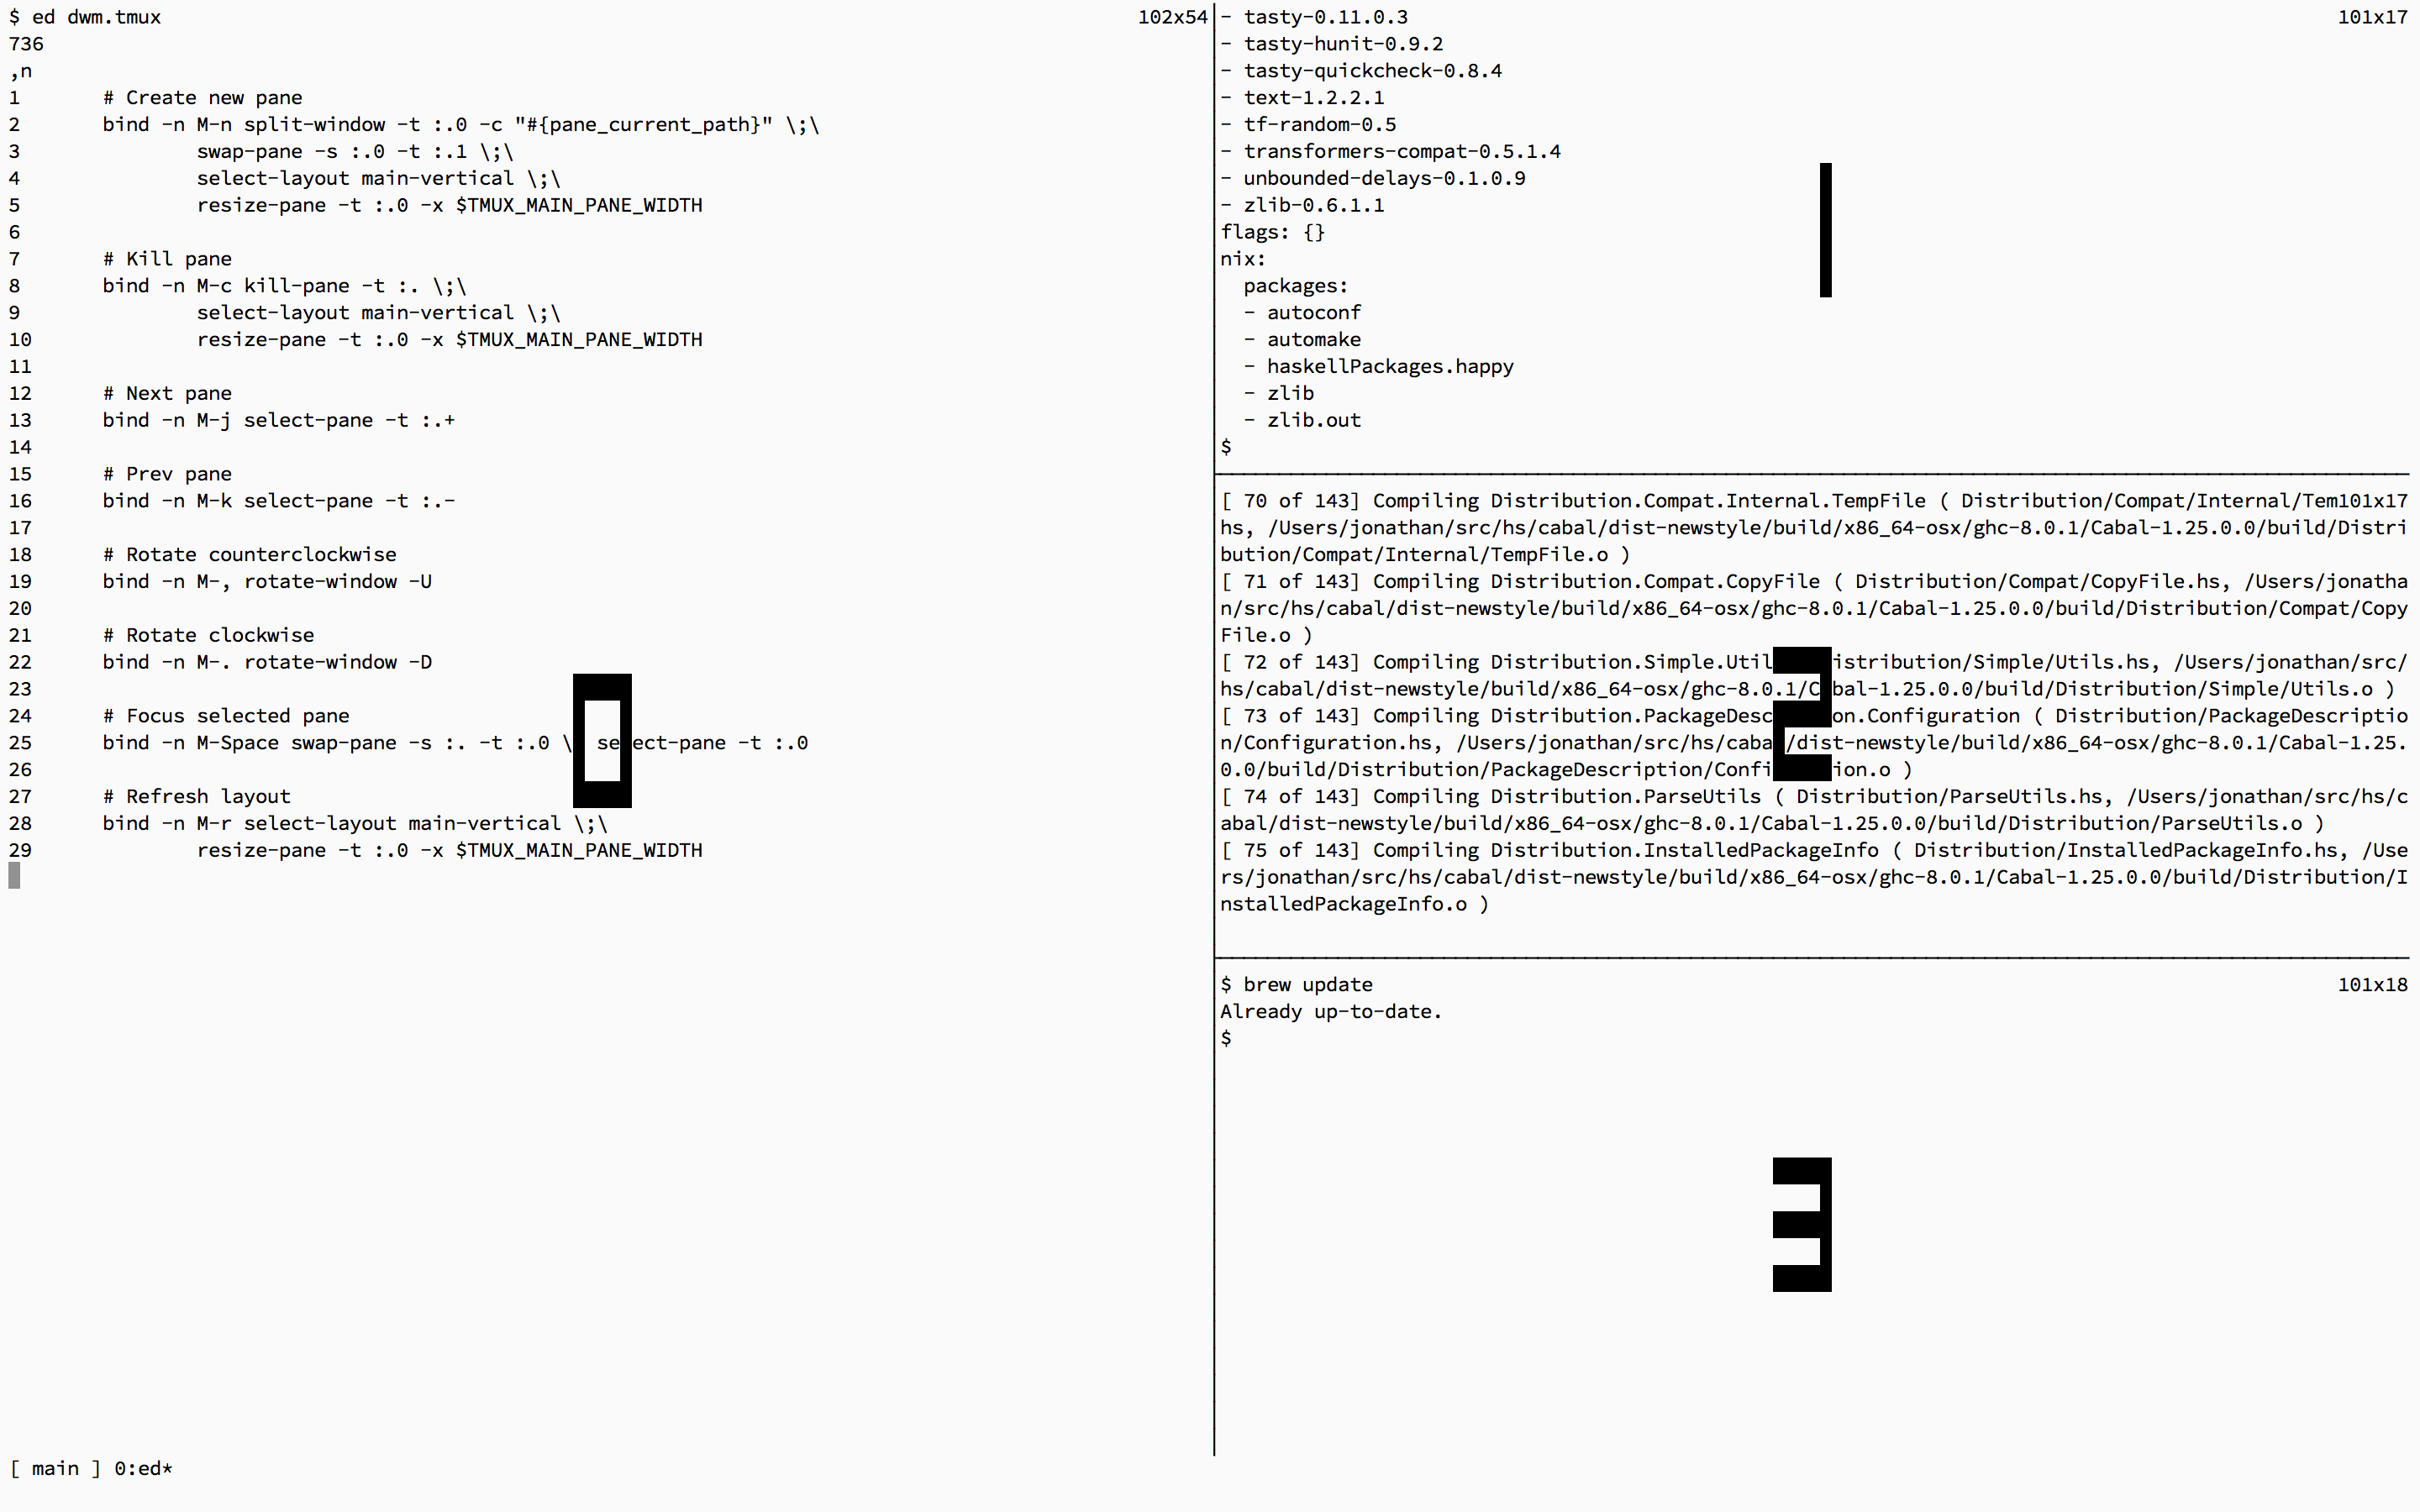 $ ed dwm.tmux 102x54
736
,n
1 # Create new pane
2 bind -n M-n split-window -t :.0 -c "#{pane_current_path}" \;\
3 swap-pane -s :.0 -t :.1 \;\
4 select-layout main-vertical \;\
5 resize-pane -t :.0 -x $TMUX_MAIN_PANE_WIDTH
6
7 # Kill pane
8 bind -n M-c kill-pane -t :. \;\
9 select-layout main-vertical \;\
10 resize-pane -t :.0 -x $TMUX_MAIN_PANE_WIDTH
11
12 # Next pane
13 bind -n M-j select-pane -t :.+
14
15 # Prev pane
16 bind -n M-k select-pane -t :.-
17
18 # Rotate counterclockwise
19 bind -n M-, rotate-window -U
20
21 # Rotate clockwise
22 bind -n M-. rotate-window -D
23
24 # Focus selected pane
25 bind -n M-Space swap-pane -s :. -t :.0 \ se ect-pane -t :.0
26
27 # Refresh layout
28 bind -n M-r select-layout main-vertical \;\
29 resize-pane -t :.0 -x $TMUX_MAIN_PANE_WIDTH
0
- tasty-0.11.0.3 101x17
- tasty-hunit-0.9.2
- tasty-quickcheck-0.8.4
- text-1.2.2.1
- tf-random-0.5
- transformers-compat-0.5.1.4
- unbounded-delays-0.1.0.9
- zlib-0.6.1.1
flags: {}
nix:
packages:
- autoconf
- automake
- haskellPackages.happy
- zlib
- zlib.out
$
1
[ 70 of 143] Compiling Distribution.Compat.Internal.TempFile ( Distribution/Compat/Internal/Tem101x17
hs, /Users/jonathan/src/hs/cabal/dist-newstyle/build/x86_64-osx/ghc-8.0.1/Cabal-1.25.0.0/build/Distri
bution/Compat/Internal/TempFile.o )
[ 71 of 143] Compiling Distribution.Compat.CopyFile ( Distribution/Compat/CopyFile.hs, /Users/jonatha
n/src/hs/cabal/dist-newstyle/build/x86_64-osx/ghc-8.0.1/Cabal-1.25.0.0/build/Distribution/Compat/Copy
File.o )
[ 72 of 143] Compiling Distribution.Simple.Util istribution/Simple/Utils.hs, /Users/jonathan/src/
hs/cabal/dist-newstyle/build/x86_64-osx/ghc-8.0.1/C bal-1.25.0.0/build/Distribution/Simple/Utils.o )
[ 73 of 143] Compiling Distribution.PackageDesc on.Configuration ( Distribution/PackageDescriptio
n/Configuration.hs, /Users/jonathan/src/hs/caba /dist-newstyle/build/x86_64-osx/ghc-8.0.1/Cabal-1.25.
0.0/build/Distribution/PackageDescription/Confi ion.o )
[ 74 of 143] Compiling Distribution.ParseUtils ( Distribution/ParseUtils.hs, /Users/jonathan/src/hs/c
abal/dist-newstyle/build/x86_64-osx/ghc-8.0.1/Cabal-1.25.0.0/build/Distribution/ParseUtils.o )
[ 75 of 143] Compiling Distribution.InstalledPackageInfo ( Distribution/InstalledPackageInfo.hs, /Use
rs/jonathan/src/hs/cabal/dist-newstyle/build/x86_64-osx/ghc-8.0.1/Cabal-1.25.0.0/build/Distribution/I
nstalledPackageInfo.o )
2
$ brew update 101x18
Already up-to-date.
$
3
[ main ] 0:ed*